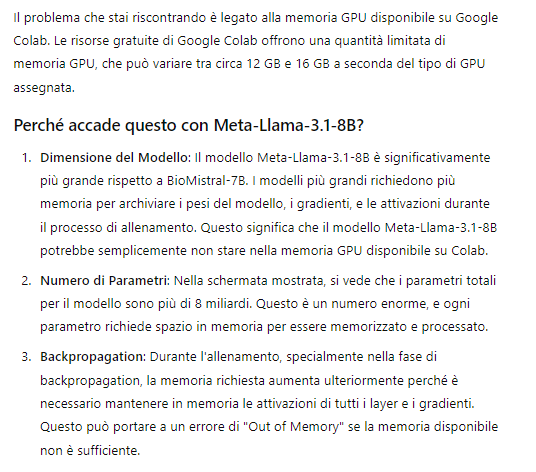 Il problema che stai riscontrando è legato alla memoria GPU disponibile su Google
Colab. Le risorse gratuite di Google Colab offrono una quantità limitata di
memoria GPU, che può variare tra circa 12 GB e 16 GB a seconda del tipo di GPU
assegnata.
Perché accade questo con Meta-Llama-3.1-8B?
1. Dimensione del Modello: Il modello Meta-Llama-3.1-8B è significativamente
più grande rispetto a BioMistral-7B. I modelli più grandi richiedono più
memoria per archiviare i pesi del modello, i gradienti, e le attivazioni durante
il processo di allenamento. Questo significa che il modello Meta-Llama-3.1-8B
potrebbe semplicemente non stare nella memoria GPU disponibile su Colab.
2. Numero di Parametri: Nella schermata mostrata, si vede che i parametri totali
per il modello sono più di 8 miliardi. Questo è un numero enorme, e ogni
parametro richiede spazio in memoria per essere memorizzato e processato.
3. Backpropagation: Durante l'allenamento, specialmente nella fase di
backpropagation, la memoria richiesta aumenta ulteriormente perché è
necessario mantenere in memoria le attivazioni di tutti i layer e i gradienti.
Questo può portare a un errore di "Out of Memory" se la memoria disponibile
non è sufficiente.